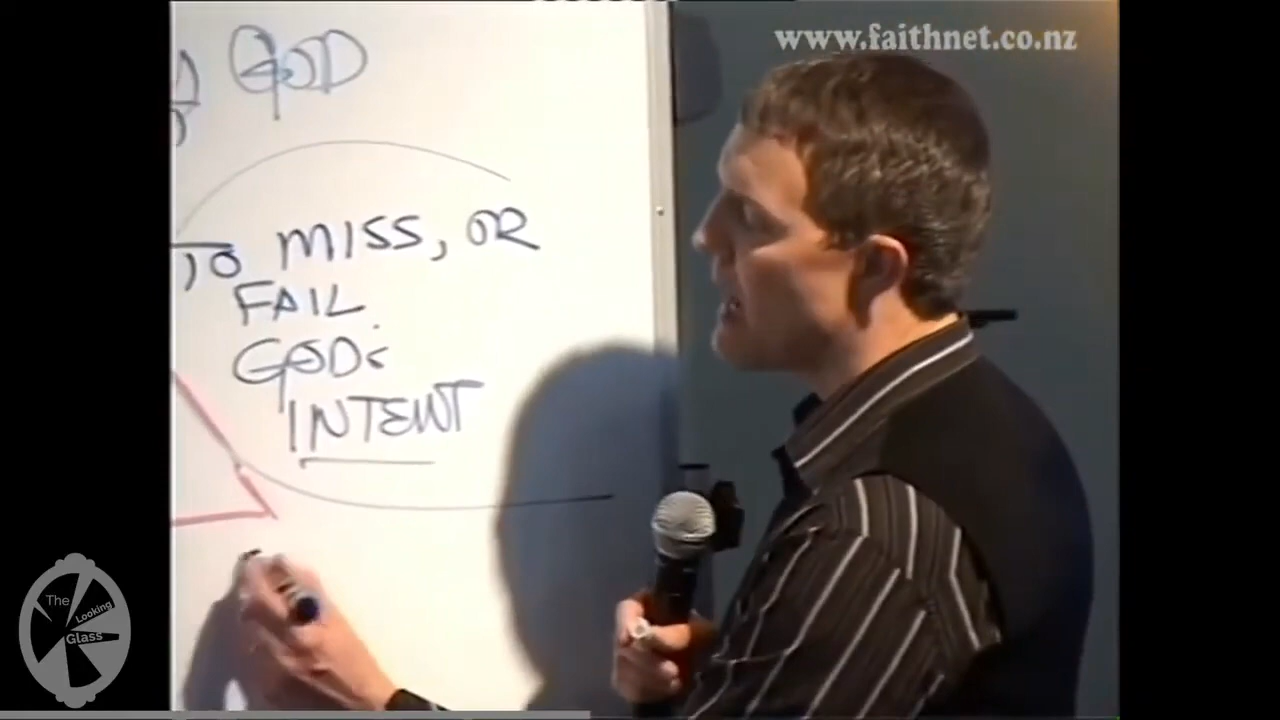 www.faithnet.co.nz
GOD
TO MISS, OR
FAIL
GOD's
INTENT
The
Looking
Glass